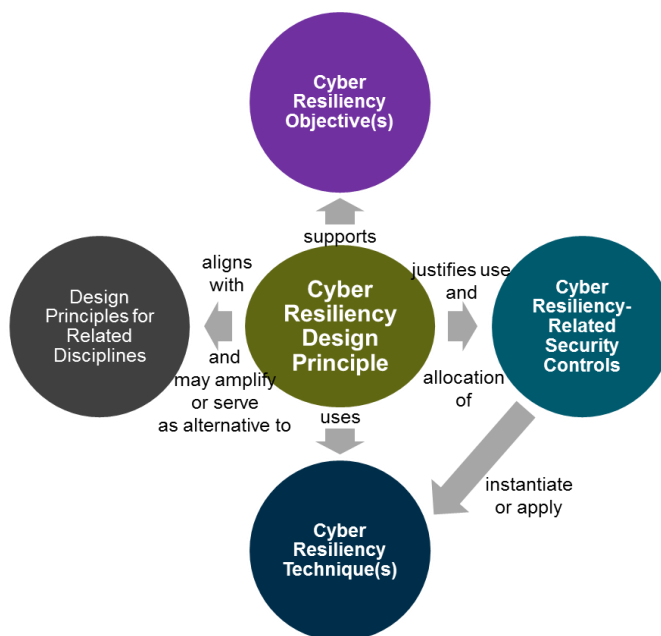 Cyber
Resiliency
Objective(s)
supports
aligns
with
and
may amplify
or serve
as alternative to
Design
Principles for
Related
Disciplines
Cyber
Resiliency
Design
Principle
justifies use
and
allocation
of
Cyber
Resiliency-
Related
Security
Controls
uses
instantiate
or apply
Cyber
Resiliency
Technique(s)